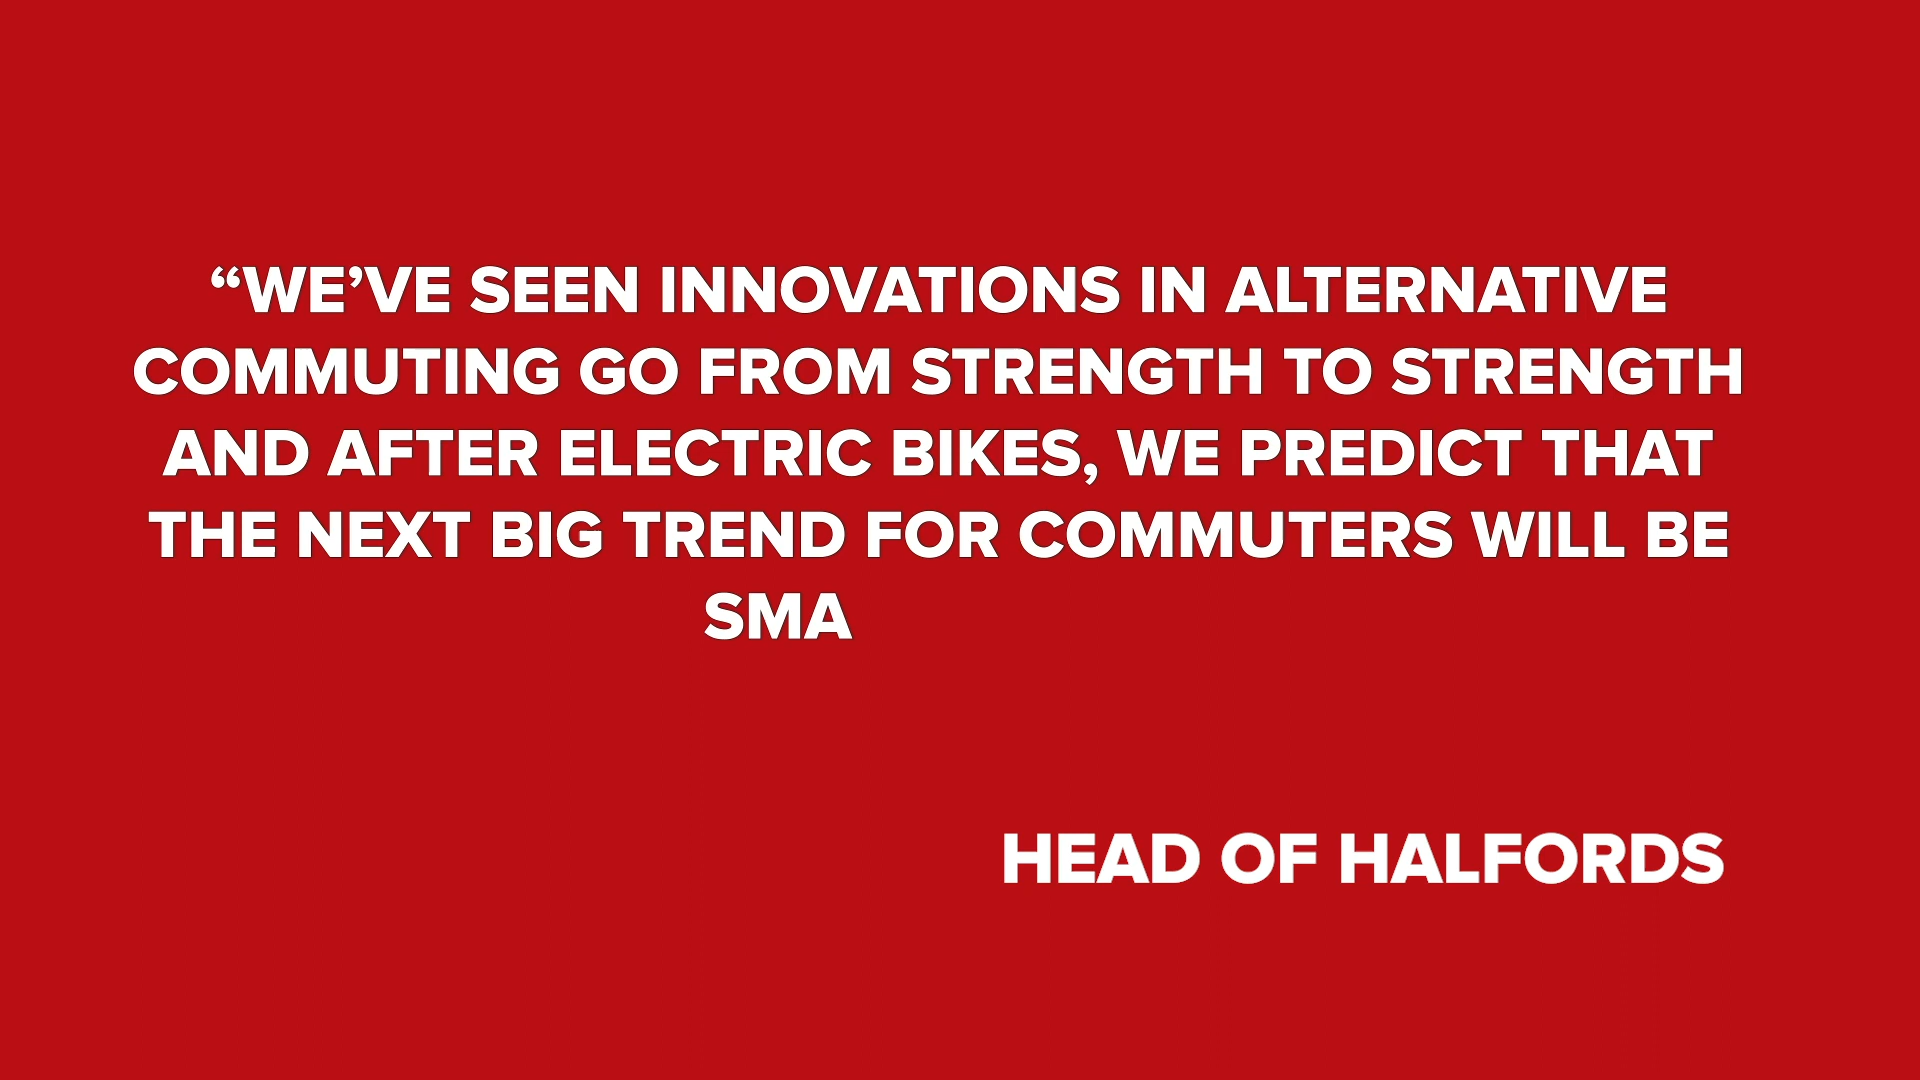 “WE’VE SEEN INNOVATIONS IN ALTERNATIVE
COMMUTING GO FROM STRENGTH TO STRENGTH
AND AFTER ELECTRIC BIKES, WE PREDICT THAT
THE NEXT BIG TREND FOR COMMUTERS WILL BE
SMA
HEAD OF HALFORDS